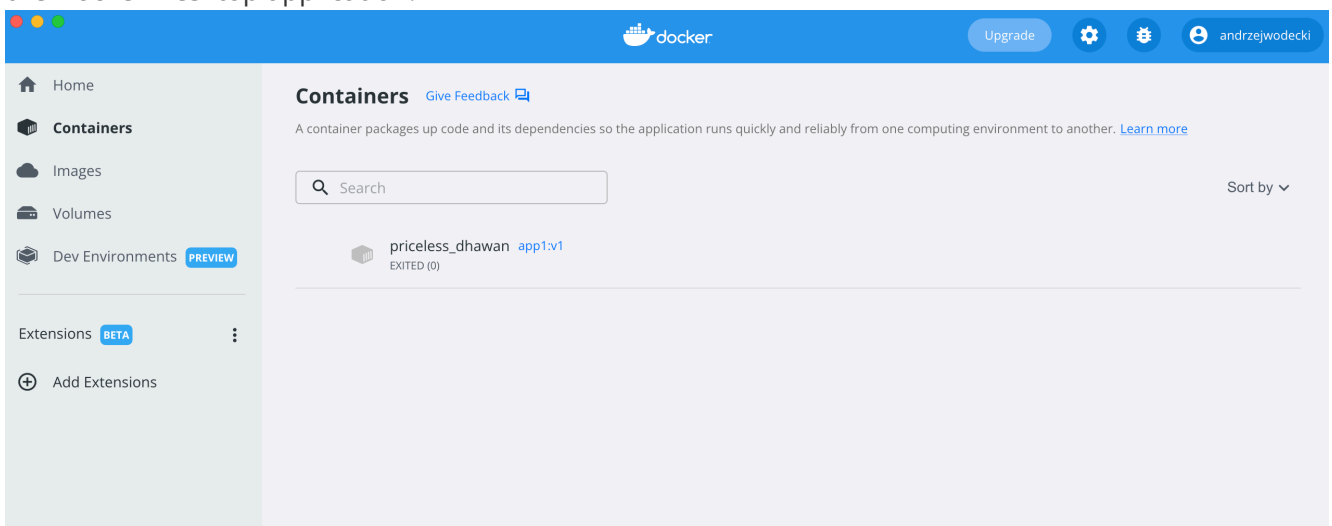 docker
Upgrade
andrzejwodecki
Home
Containers
Images
Volumes
Dev Environments PREVIEW
Extensions BETA
Add Extensions
Containers Give Feedback
A container packages up code and its dependencies so the application runs quickly and reliably from one computing environment to another. Learn more
Search
Sort by
priceless_dhawan app1:v1
EXITED (0)